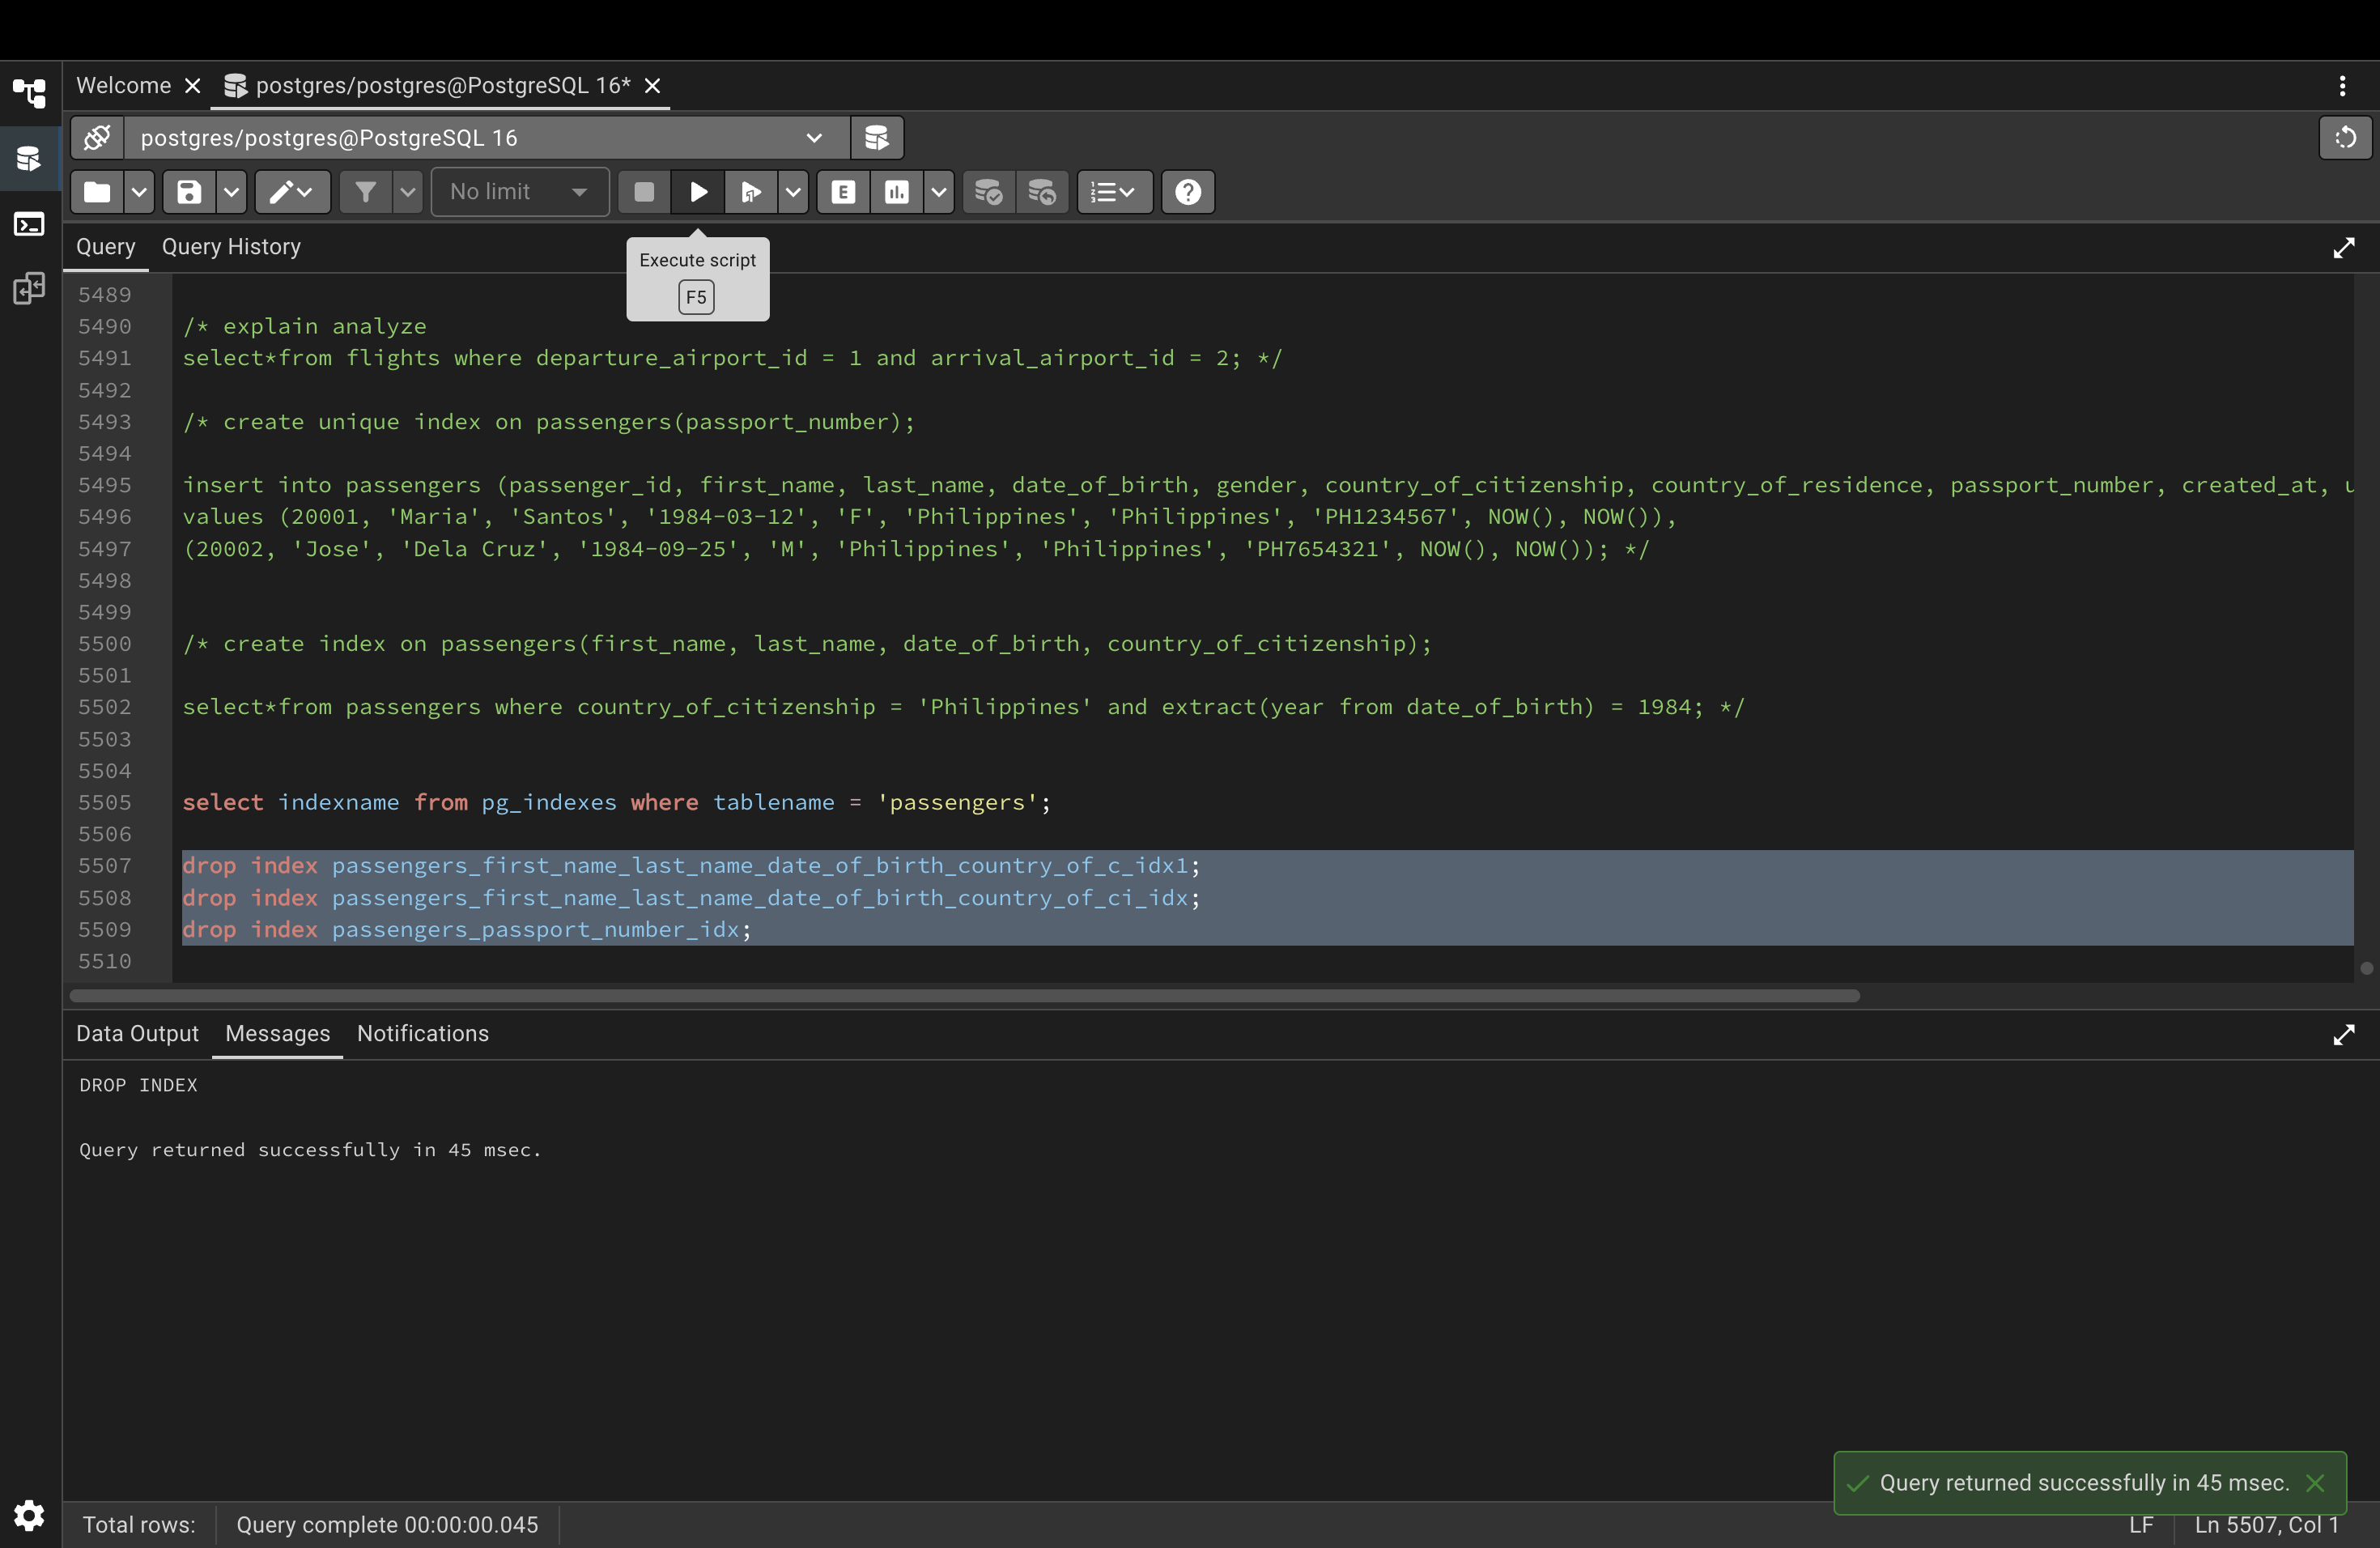 Welcome
postgres/postgres@PostgreSQL 16*
postgres/postgres@PostgreSQL 16
No limit
E
Query Query History
Execute script
F5
5489
5490 /* explain analyze
5491 select*from flights where departure_airport_id = 1 and arrival_airport_id = 2; */
5492
5493 /* create unique index on passengers(passport_number);
5494
5495 insert into passengers (passenger_id, first_name, last_name, date_of_birth, gender, country_of_citizenship, country_of_residence, passport_number, created_at, u
5496 values (20001, 'Maria', 'Santos', '1984-03-12', 'F', 'Philippines', 'Philippines', 'PH1234567', NOW(), NOW()),
5497 (20002, 'Jose', 'Dela Cruz', '1984-09-25', 'M', 'Philippines', 'Philippines', 'PH7654321', NOW(), NOW()); */
5498
5499
5500 /* create index on passengers(first_name, last_name, date_of_birth, country_of_citizenship);
5501
5502 select*from passengers where country_of_citizenship = 'Philippines' and extract(year from date_of_birth) = 1984; */
5503
5504
5505 select indexname from pg_indexes where tablename = 'passengers';
5506
5507 drop index passengers_first_name_last_name_date_of_birth_country_of_c_idx1;
5508 drop index passengers_first_name_last_name_date_of_birth_country_of_ci_idx;
5509 drop index passengers_passport_number_idx;
5510
Data Output Messages Notifications
DROP INDEX
Query returned successfully in 45 msec.
Query returned successfully in 45 msec.
Total rows: Query complete 00:00:00.045 LF Ln 5507, Col 1